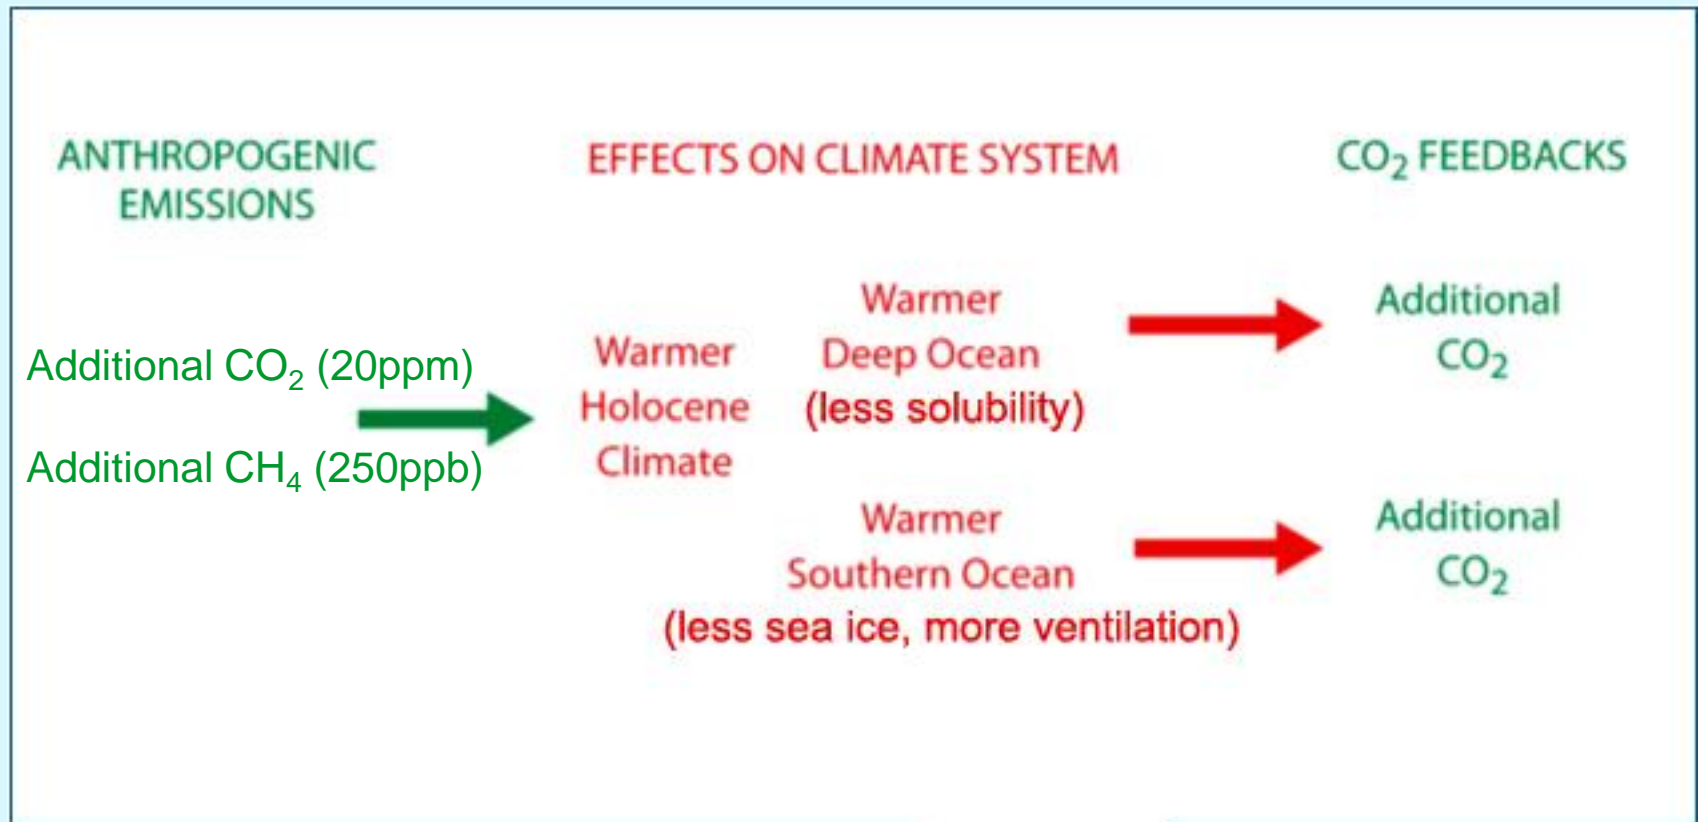 ANTHROPOGENIC
EMISSIONS
EFFECTS ON CLIMATE SYSTEM
CO₂ FEEDBACKS
Additional CO₂ (20ppm)
Additional CH₄ (250ppb)
Warmer
Holocene
Climate
Warmer
Deep Ocean
(less solubility)
Additional
CO₂
Warmer
Southern Ocean
(less sea ice, more ventilation)
Additional
CO₂